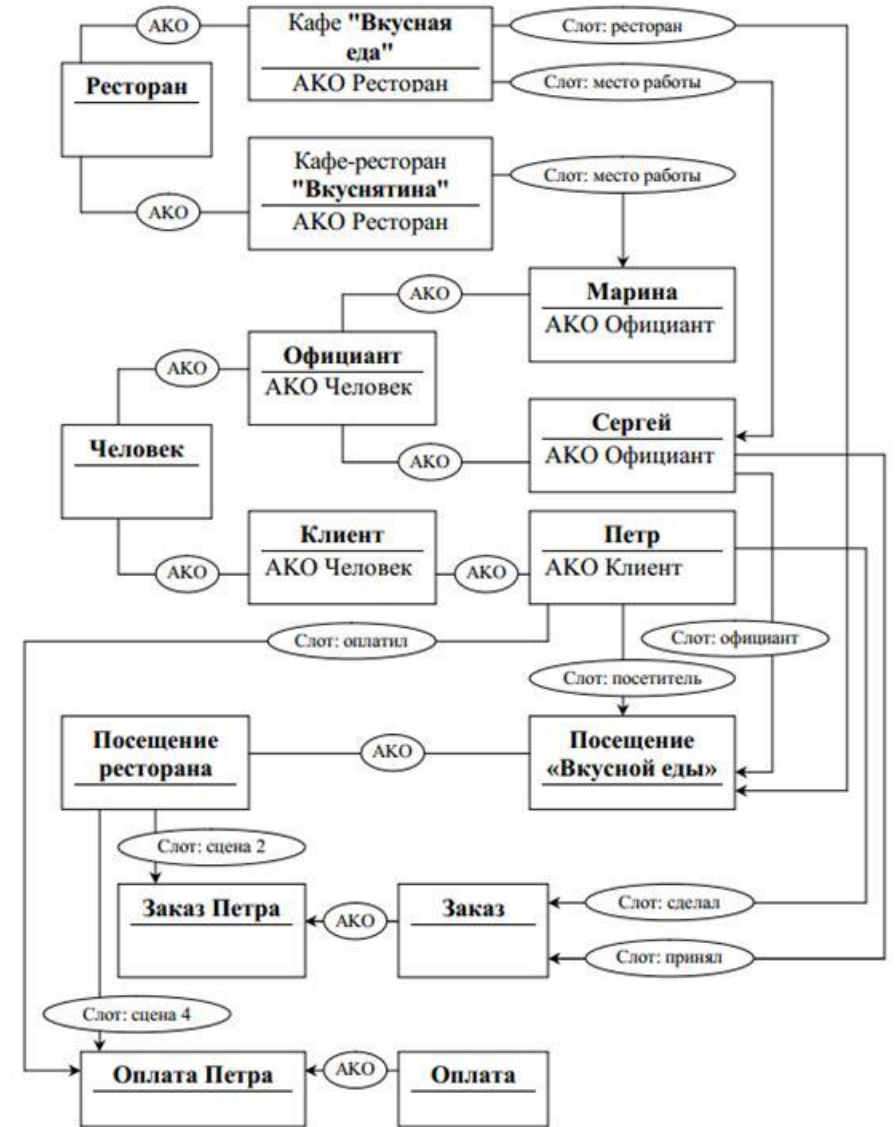 АКО
Кафе "Вкусная
еда"
АКО Ресторан
Слот: ресторан
Слот: место работы
Ресторан
АКО
Кафе-ресторан
"Вкуснятина"
АКО Ресторан
Слот: место работы
АКО
Марина
АКО Официант
АКО
Официант
АКО Человек
Человек
АКО
Сергей
АКО Официант
АКО
Клиент
АКО Человек
АКО
Петр
АКО Клиент
Слот: оплатил
Слот: официант
Слот: посетитель
Посещение
ресторана
АКО
Посещение
«Вкусной еды»
Слот: сцена 2
Заказ Петра
АКО
Заказ
Слот: сделал
Слот: принял
Слот: сцена 4
Оплата Петра
АКО
Оплата